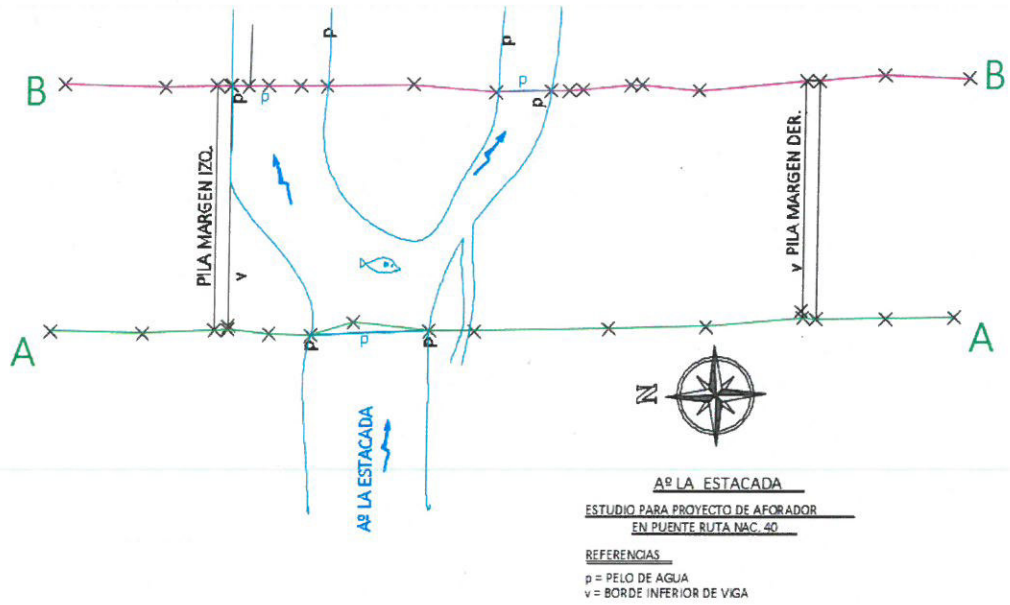 p
p
B
B
p
p
p
p
PILA MARGEN IZQ.
v
v PILA MARGEN DER.
A
A
p
p
p
N
Aº LA ESTACADA
Aº LA ESTACADA
ESTUDIO PARA PROYECTO DE AFORADOR
EN PUENTE RUTA NAC. 40
REFERENCIAS
p = PELO DE AGUA
v = BORDE INFERIOR DE VIGA